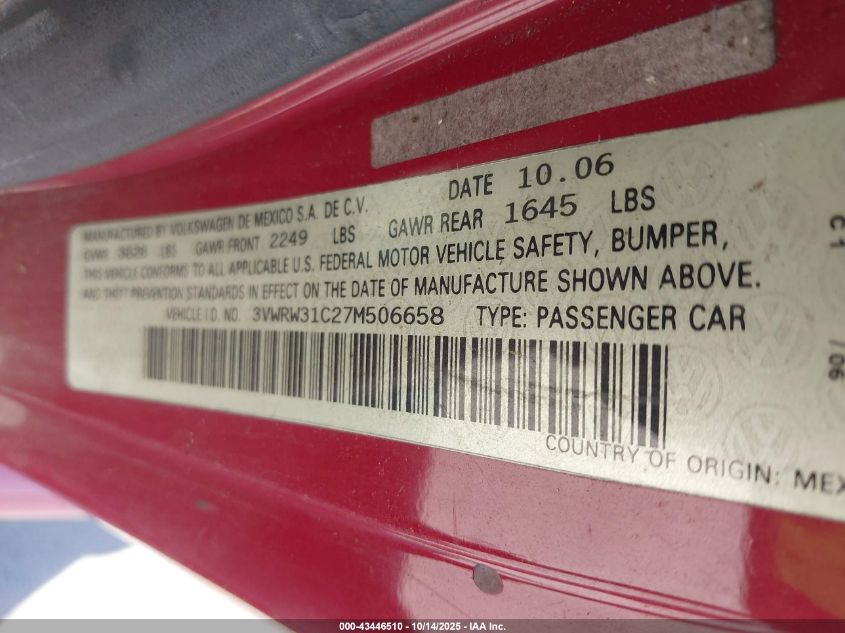 MANUFACTURED BY VOLKSWAGEN DE MEXICO S.A. DE C.V. DATE 10.06
GVWR LBS GAWR FRONT 2249 LBS GAWR REAR 1645 LBS
THIS VEHICLE CONFORMS TO ALL APPLICABLE U.S. FEDERAL MOTOR VEHICLE SAFETY, BUMPER,
AND THEFT PREVENTION STANDARDS IN EFFECT ON THE DATE OF MANUFACTURE SHOWN ABOVE.
VEHICLE I.D. NO. 3VWRW31C27M506658 TYPE: PASSENGER CAR
COUNTRY OF ORIGIN: MEX
C1
/06
000-43446510 - 10/14/2025 - IAA Inc.